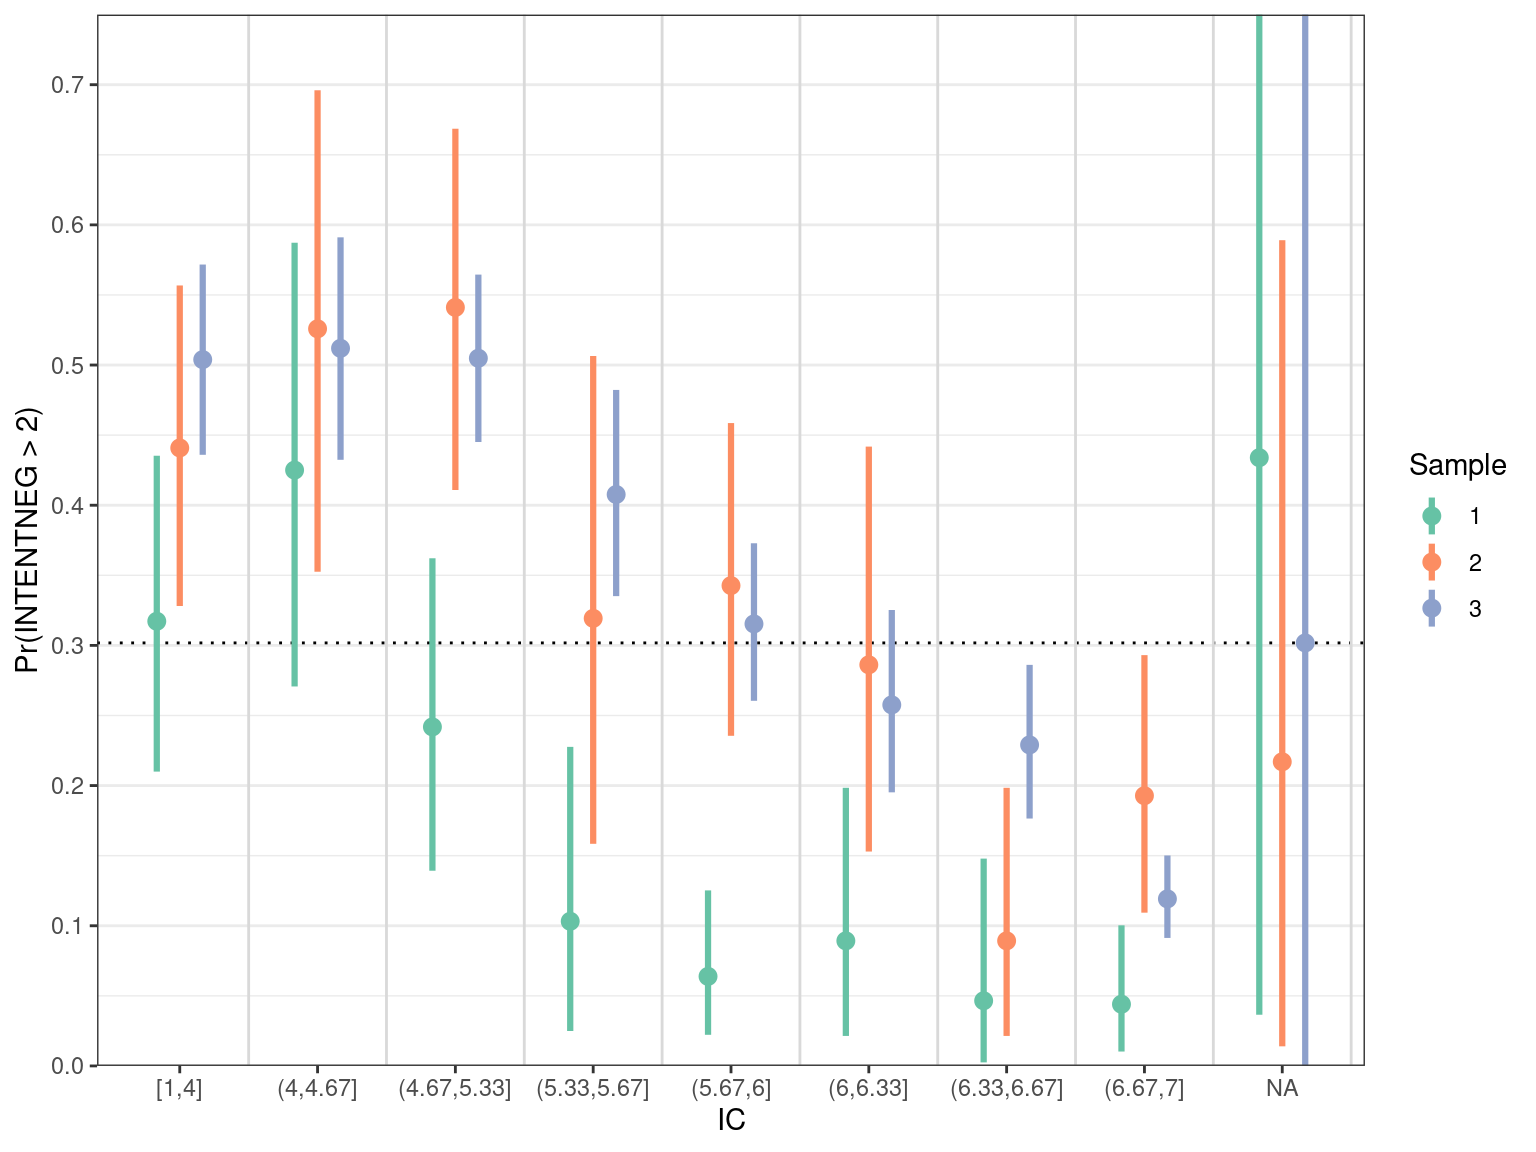 0.7
0.6
0.5
0.4
0.3
0.2
0.1
0.0
Pr(INTENTNEG > 2)
[1,4] (4,4.67] (4.67,5.33] (5.33,5.67] (5.67,6] (6,6.33] (6.33,6.67] (6.67,7] NA
IC
Sample
1
2
3